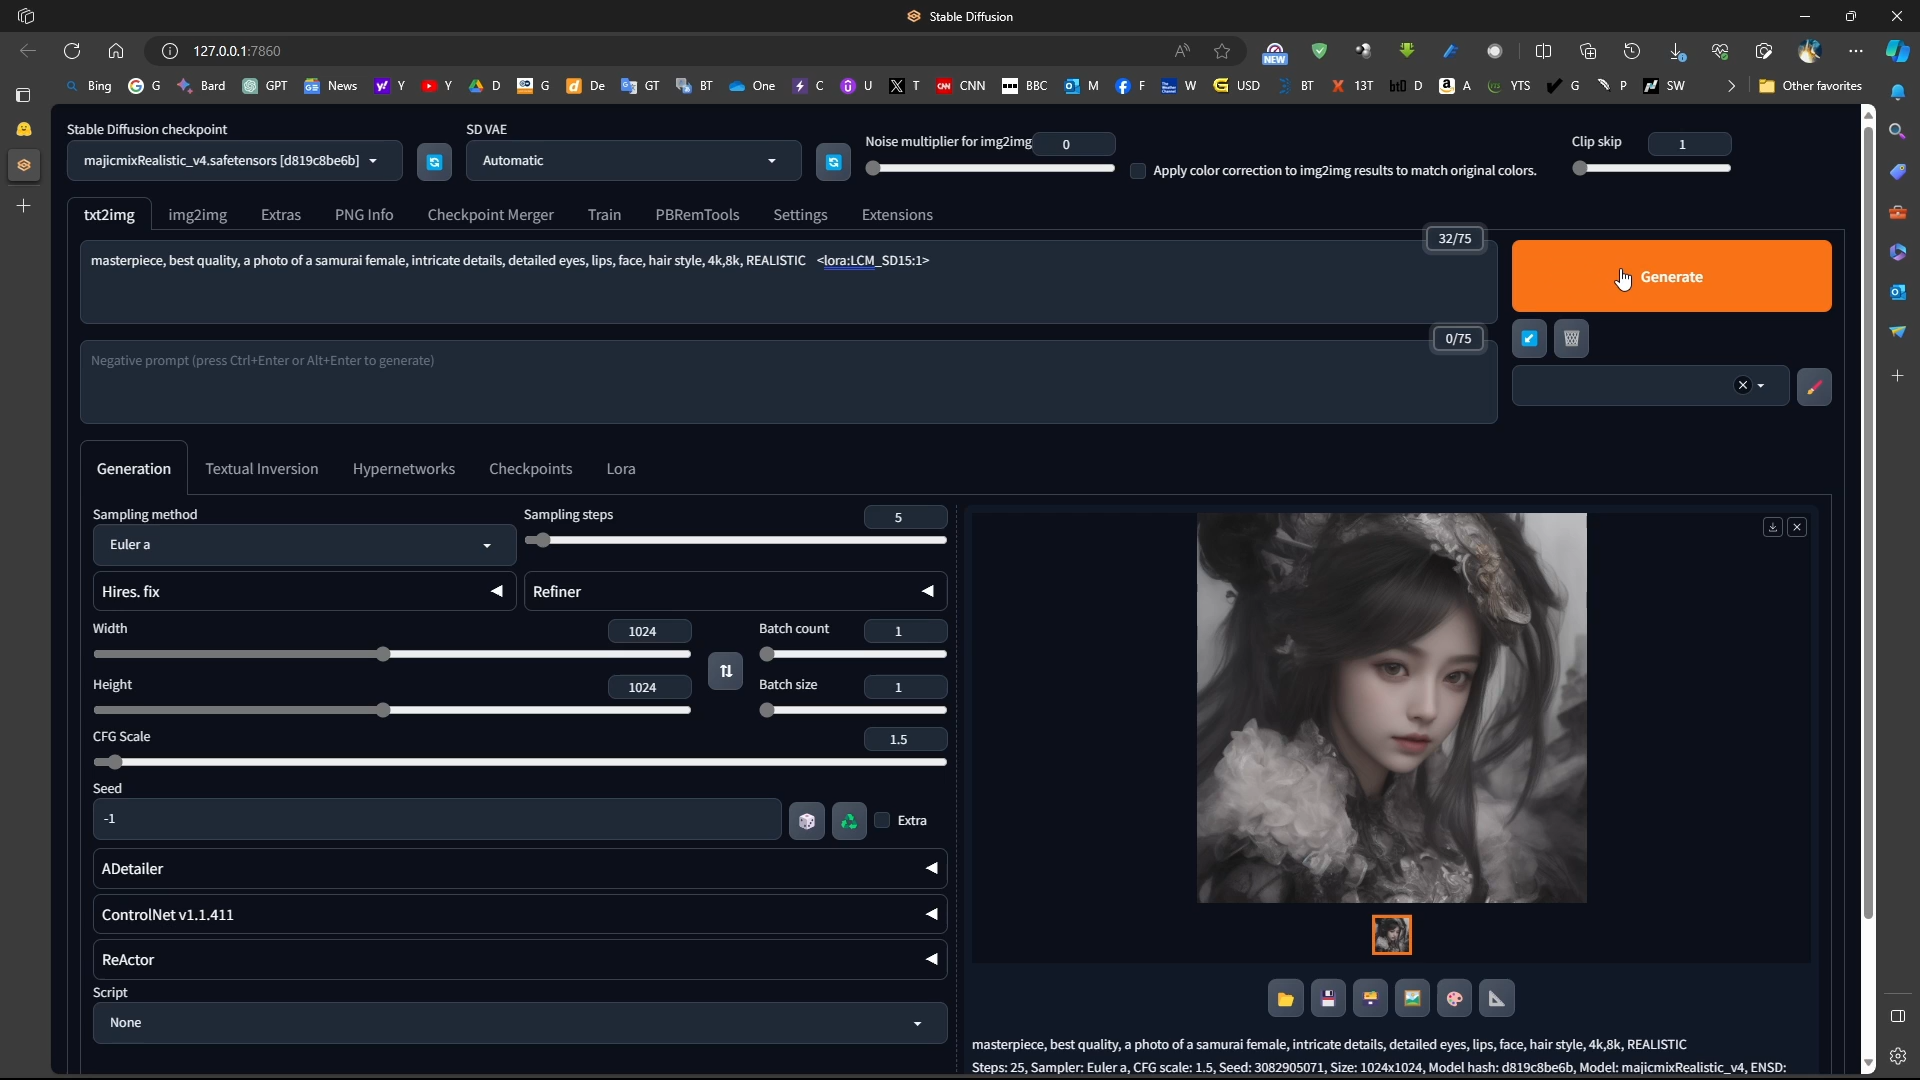 Stable Diffusion
127.0.0.1:7860
NEW
Bing G Bard GPT News Y Y D G De GT BT One C U T CNN BBC M F W USD BT 13T btD D A YTS G P SW Other favorites
Stable Diffusion checkpoint
majicmixRealistic_v4.safetensors [d819c8be6b]
SD VAE
Automatic
Noise multiplier for img2img 0
Apply color correction to img2img results to match original colors.
Clip skip 1
txt2img img2img Extras PNG Info Checkpoint Merger Train PBRemTools Settings Extensions
32/75
masterpiece, best quality, a photo of a samurai female, intricate details, detailed eyes, lips, face, hair style, 4k,8k, REALISTIC <lora:LCM_SD15:1>
Generate
0/75
Negative prompt (press Ctrl+Enter or Alt+Enter to generate)
Generation Textual Inversion Hypernetworks Checkpoints Lora
Sampling method
Euler a
Sampling steps 5
Hires. fix
Refiner
Width 1024
Batch count 1
Height 1024
Batch size 1
CFG Scale 1.5
Seed
-1
Extra
ADetailer
ControlNet v1.1.411
ReActor
Script
None
masterpiece, best quality, a photo of a samurai female, intricate details, detailed eyes, lips, face, hair style, 4k,8k, REALISTIC
Steps: 25, Sampler: Euler a, CFG scale: 1.5, Seed: 3082905071, Size: 1024x1024, Model hash: d819c8be6b, Model: majicmixRealistic_v4, ENSD: